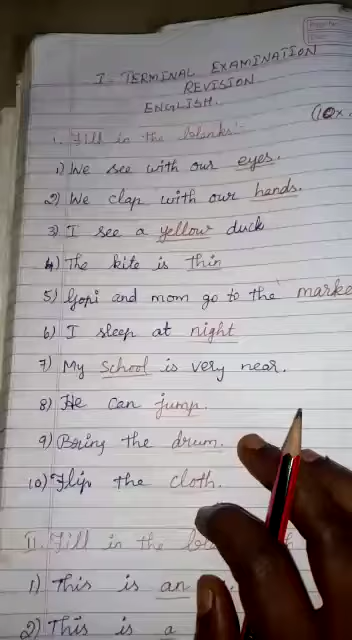 I - TERMINAL EXAMINATION
REVISION
ENGLISH.
I. Fill in the blanks:-
1) We see with our eyes.
2) We clap with our hands.
3) I see a yellow duck
4) The kite is thin
5) Gopi and mom go to the marke
6) I sleep at night
7) My school is very near.
8) He can jump.
9) Bring the drum.
10) Flip the cloth.
II. Fill in the
1) This is an
2) This is a